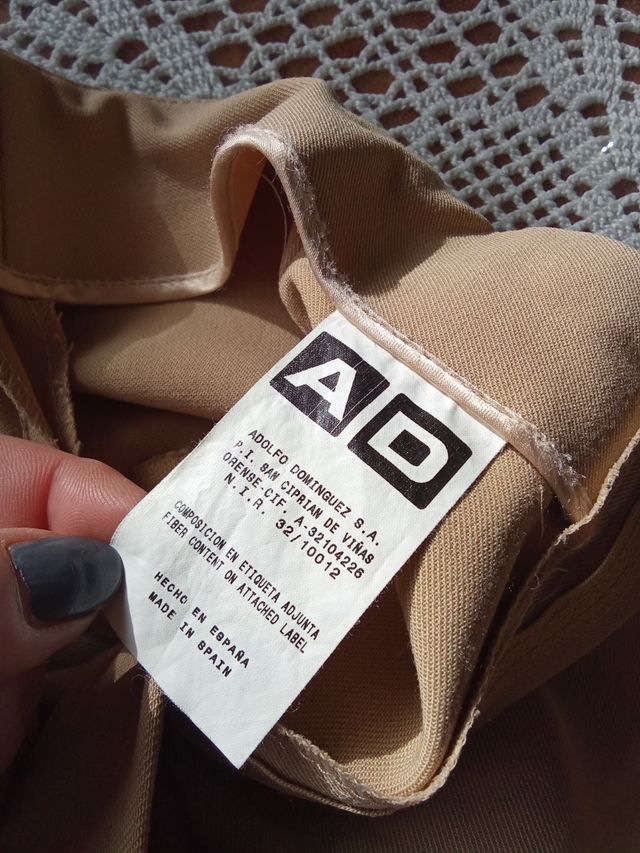 AD
ADOLFO DOMINGUEZ S.A.
P.I. SAN CIPRIAN DE VIÑAS
ORENSE.CIF. A.32104226
N.I.R. 32/10012
COMPOSICION EN ETIQUETA ADJUNTA
FIBER CONTENT ON ATTACHED LABEL
HECHO EN ESPAÑA
MADE IN SPAIN